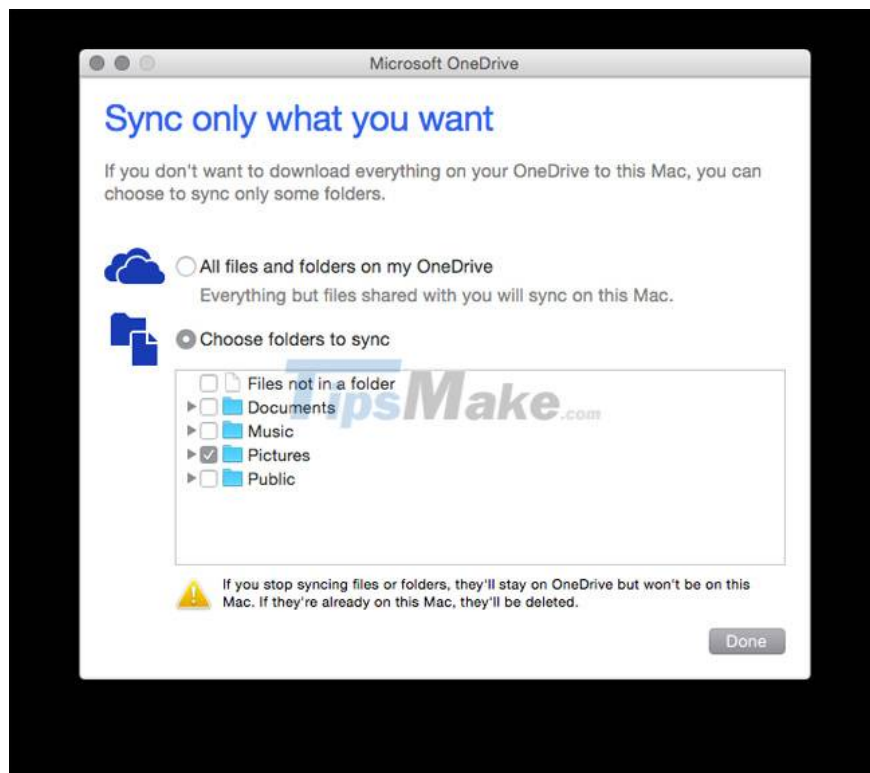 Microsoft OneDrive
Sync only what you want
If you don't want to download everything on your OneDrive to this Mac, you can
choose to sync only some folders.
All files and folders on my OneDrive
Everything but files shared with you will sync on this Mac.
Choose folders to sync
Files not in a folder
Documents
TipsMake.com
Music
Pictures
Public
If you stop syncing files or folders, they'll stay on OneDrive but won't be on this
Mac. If they're already on this Mac, they'll be deleted.
Done